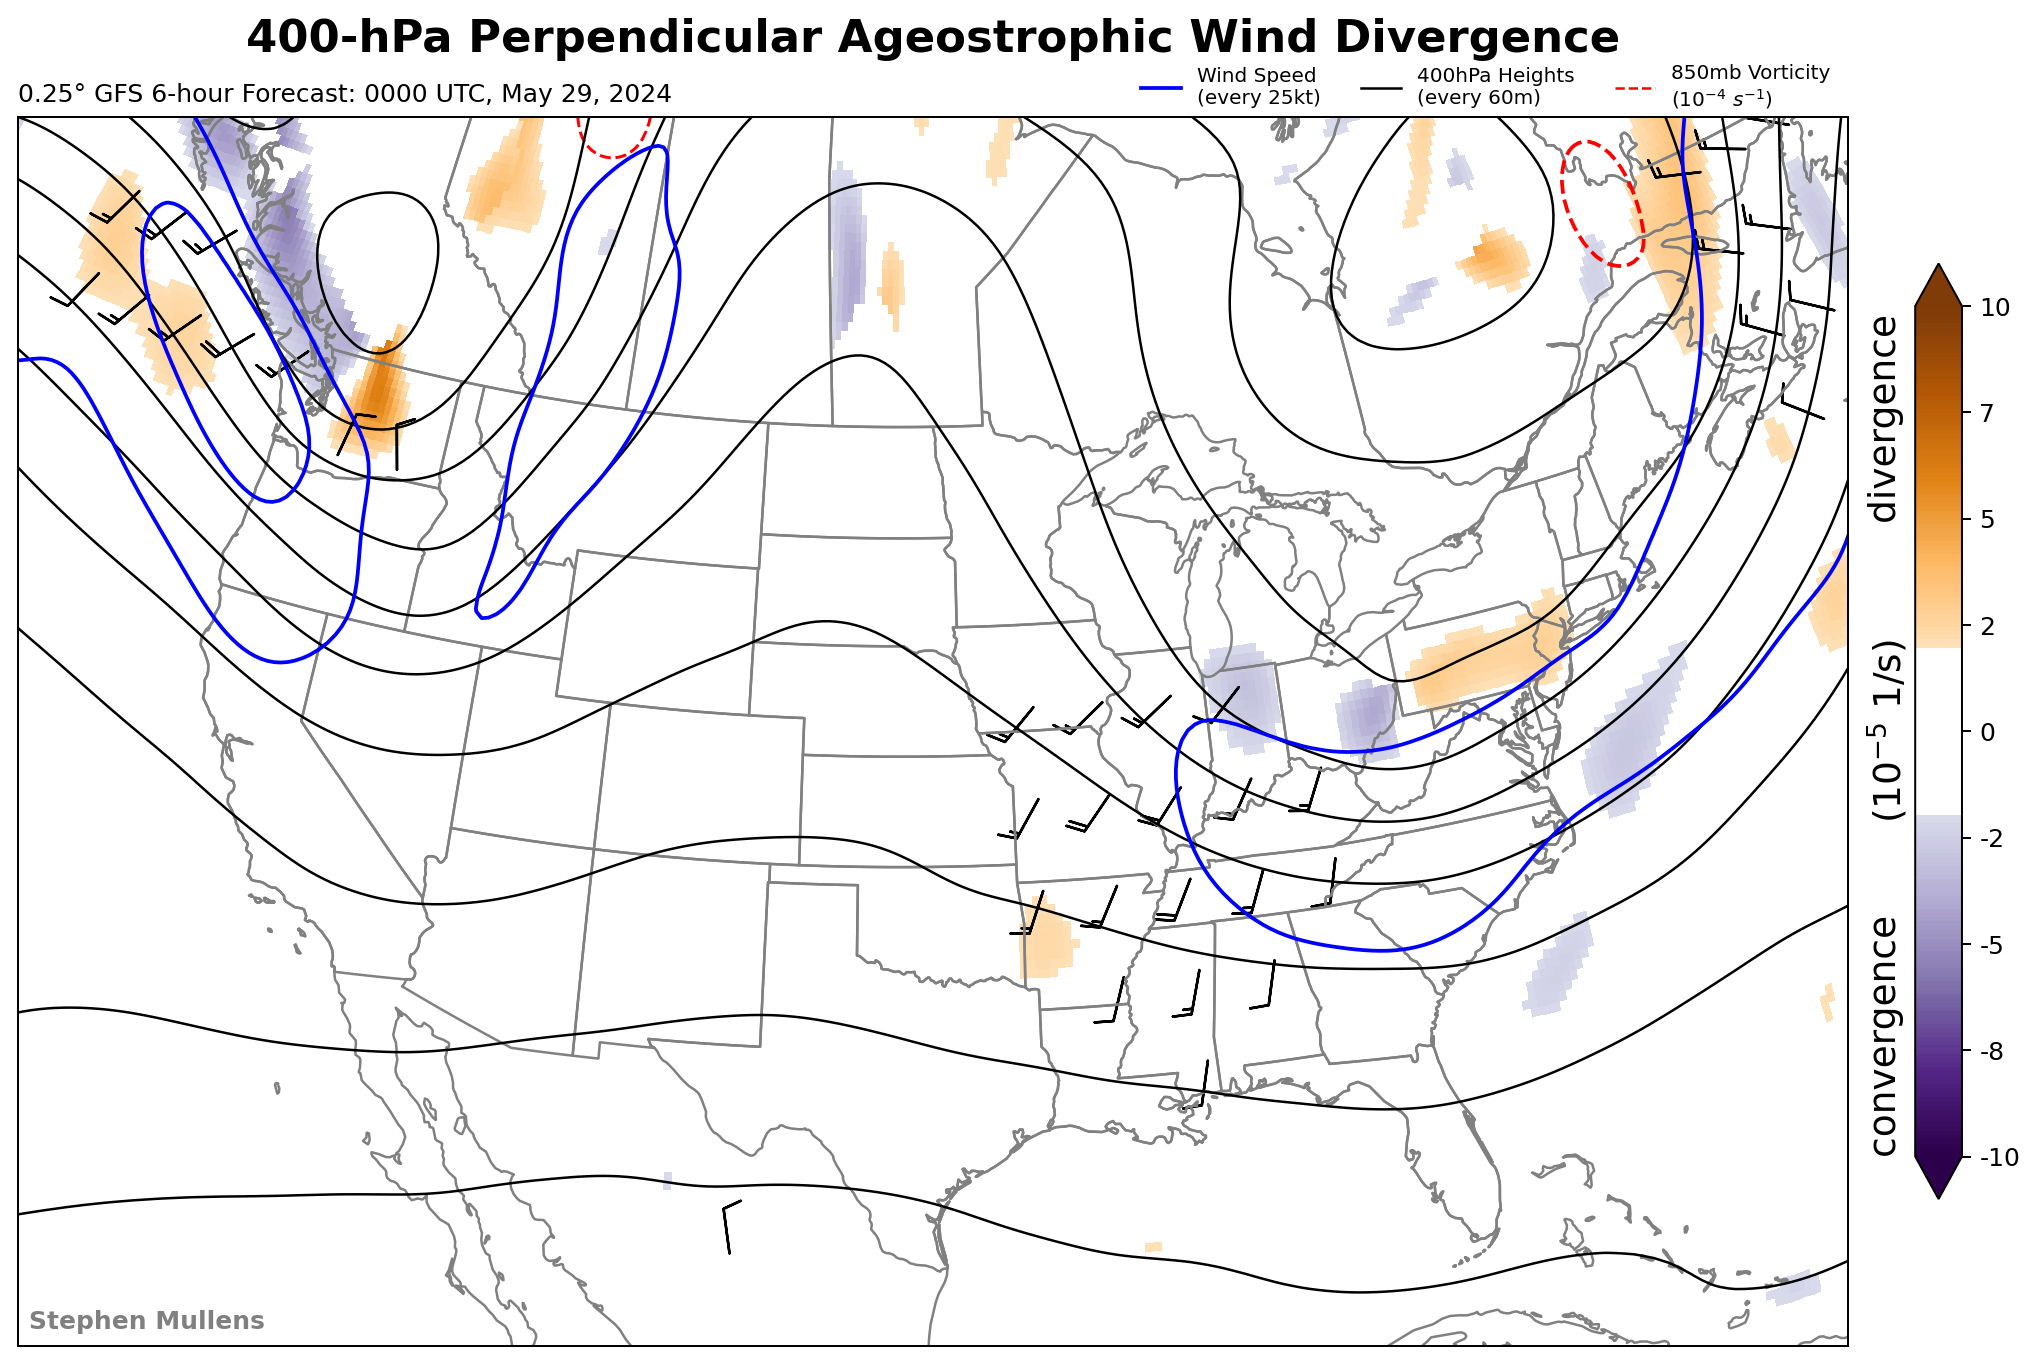 400-hPa Perpendicular Ageostrophic Wind Divergence
0.25° GFS 6-hour Forecast: 0000 UTC, May 29, 2024
Wind Speed
(every 25kt)
400hPa Heights
(every 60m)
850mb Vorticity
(10⁻⁴ s⁻¹)
10
7
5
2
0
-2
-5
-8
-10
convergence (10⁻⁵ 1/s) divergence
Stephen Mullens